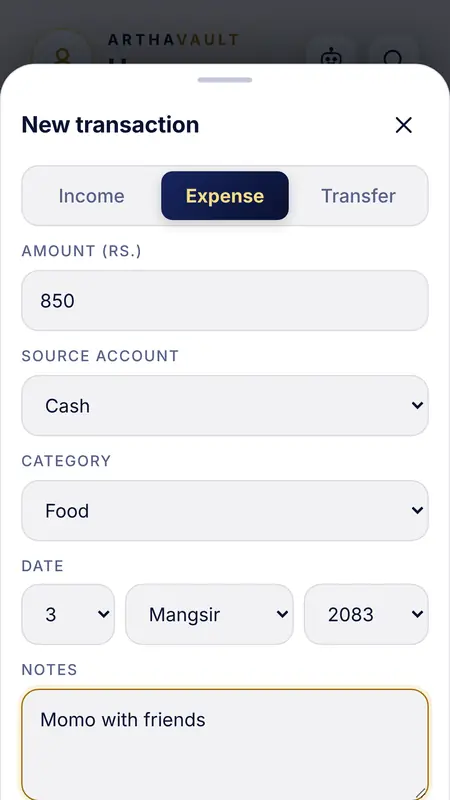 ARTHAVAULT
New transaction
Income Expense Transfer
AMOUNT (RS.)
850
SOURCE ACCOUNT
Cash
CATEGORY
Food
DATE
3 Mangsir 2083
NOTES
Momo with friends